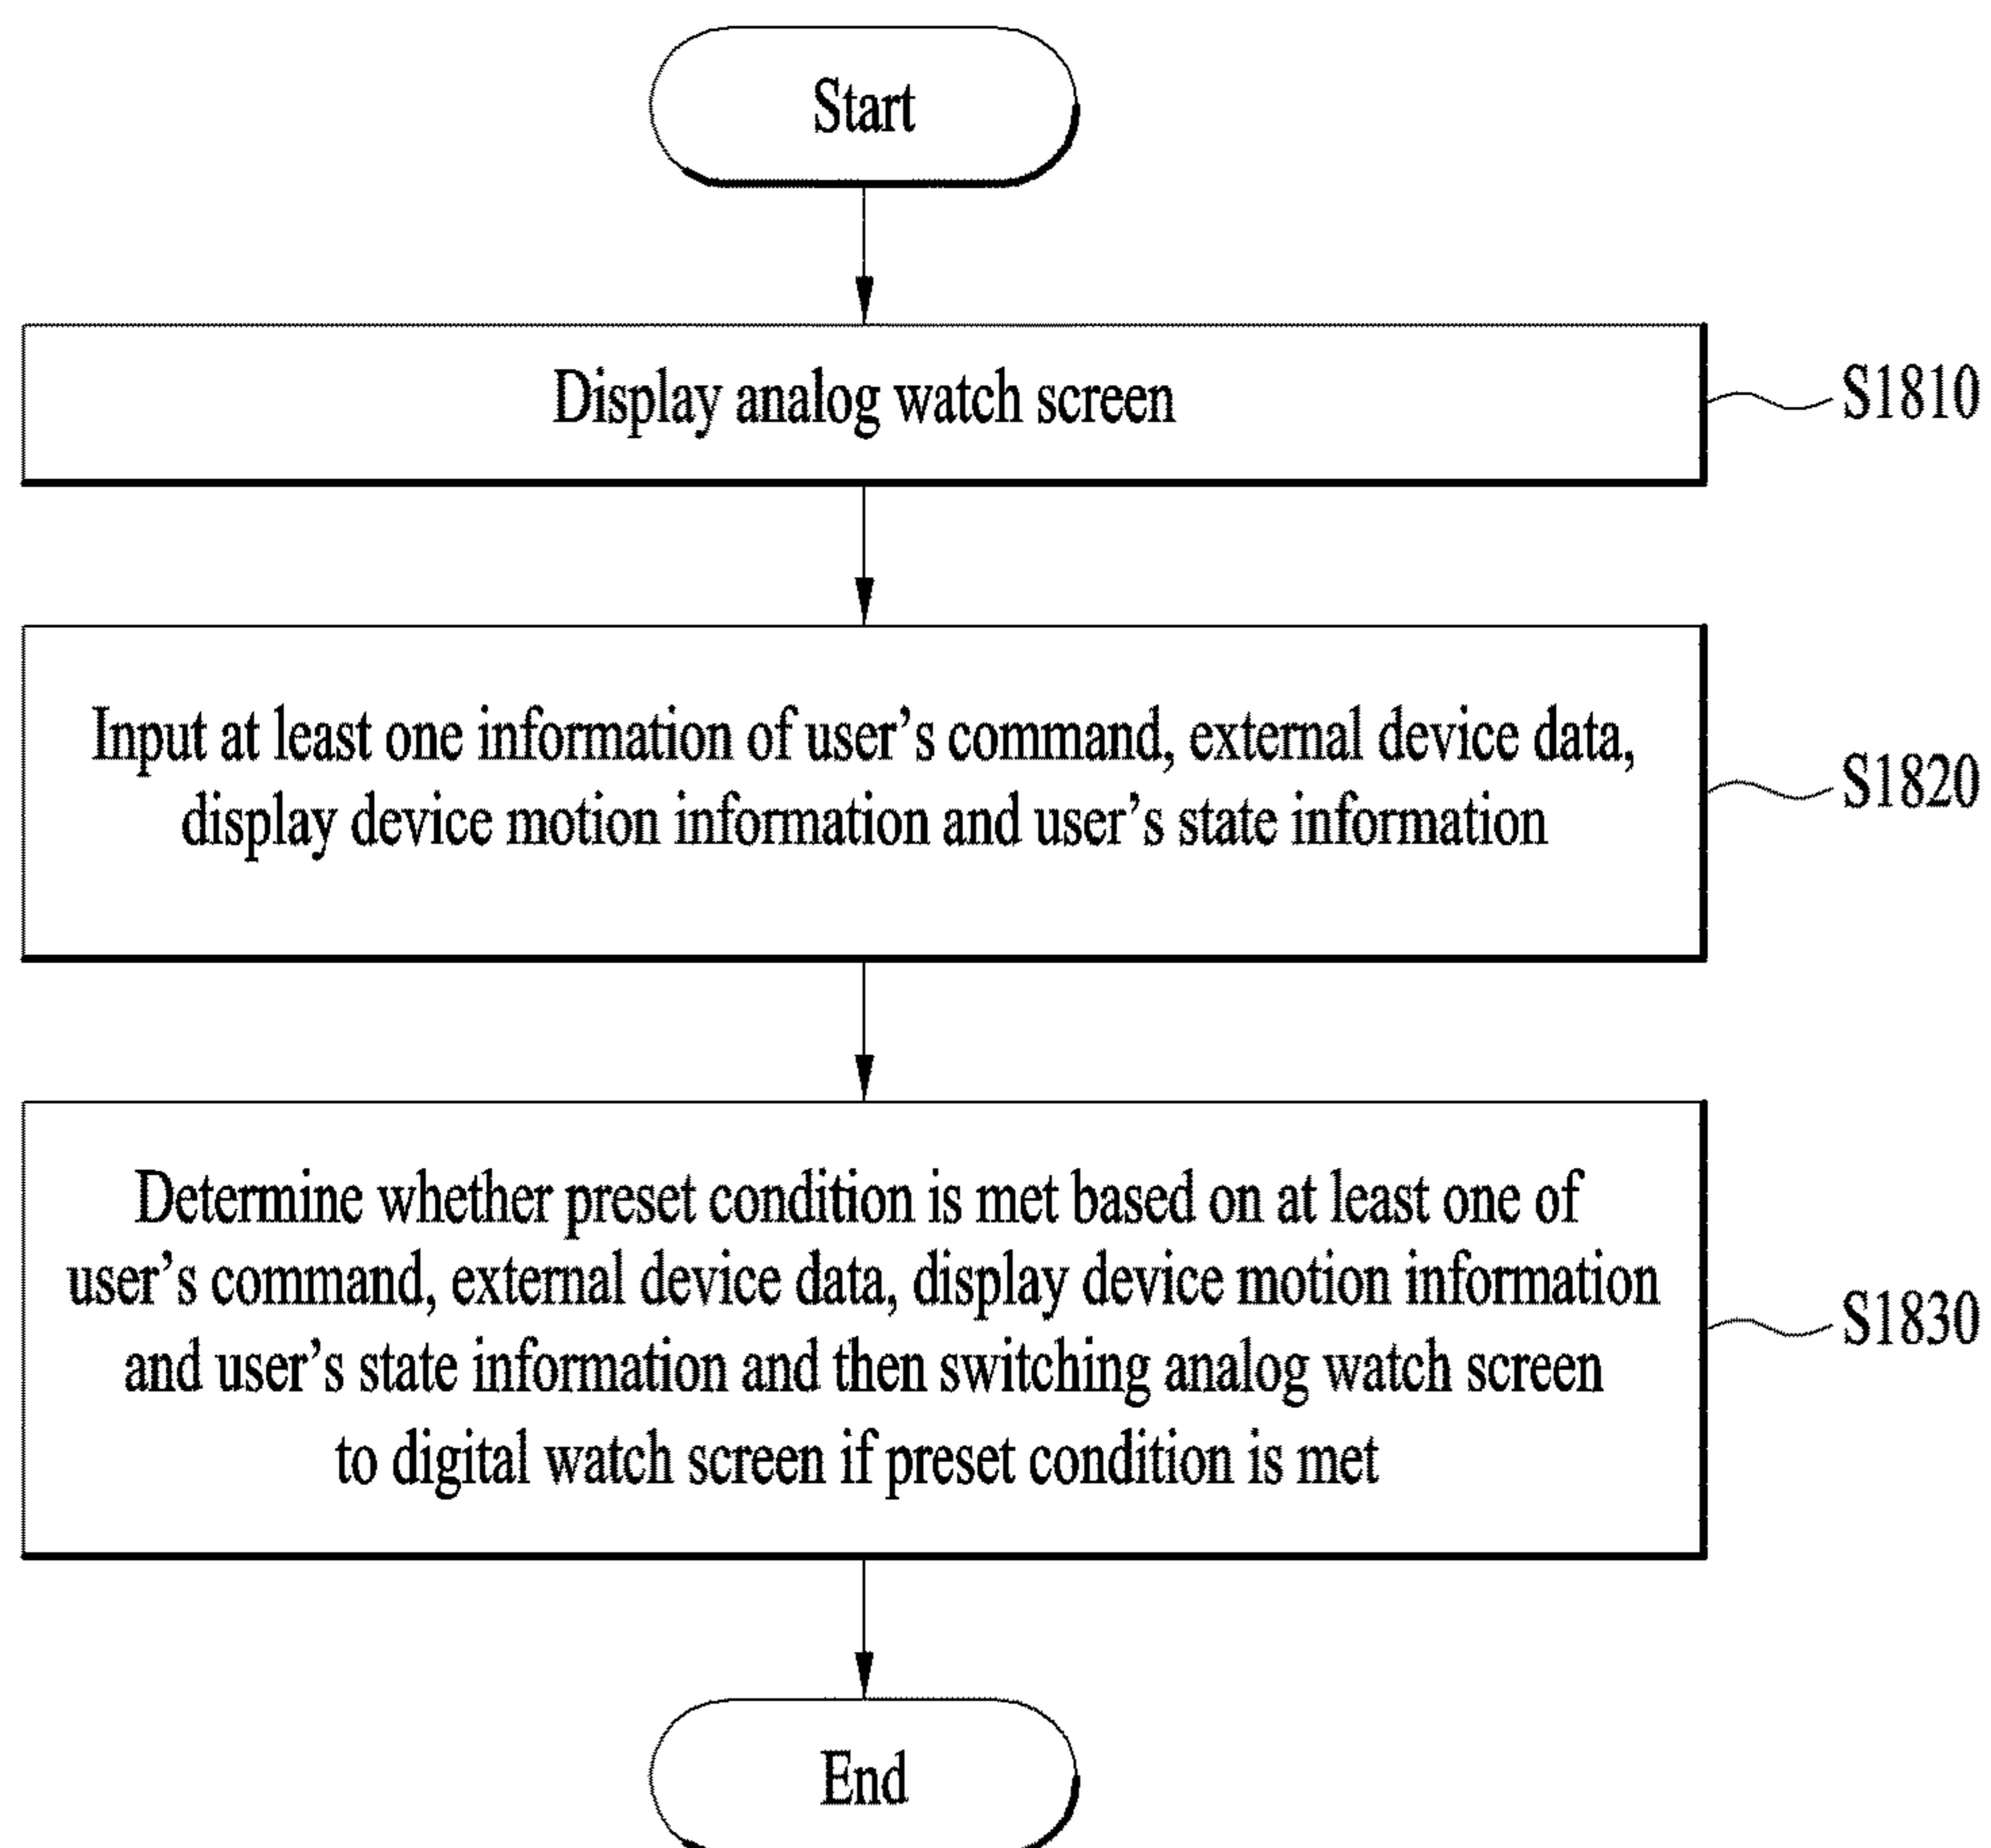 Start
Display analog watch screen
S1810
Input at least one information of user’s command, external device data,
display device motion information and user’s state information
S1820
Determine whether preset condition is met based on at least one of
user’s command, external device data, display device motion information
and user’s state information and then switching analog watch screen
to digital watch screen if preset condition is met
S1830
End